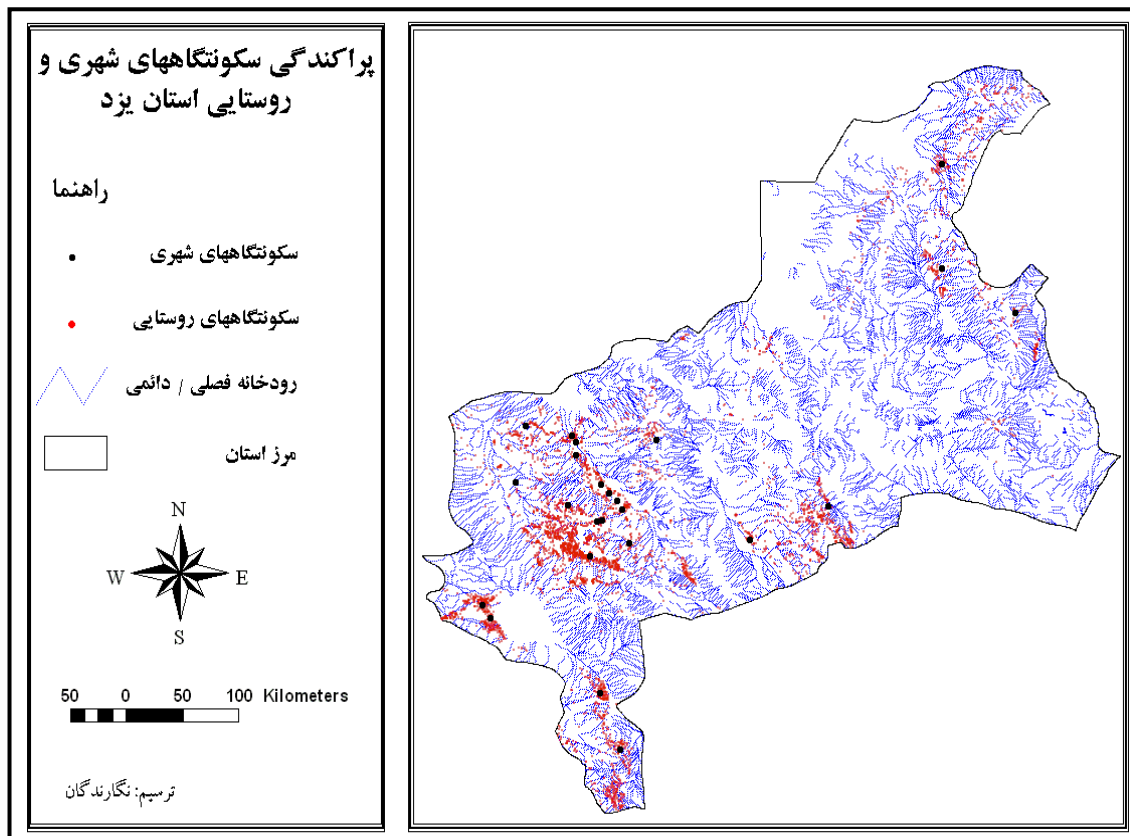 پراکندگی سکونتگاههای شهری و
روستایی استان یزد
راهنما
سکونتگاههای شهری
سکونتگاههای روستایی
رودخانه فصلی / دائمی
مرز استان
N
W E
S
50 0 50 100 Kilometers
ترسیم: نگارندگان